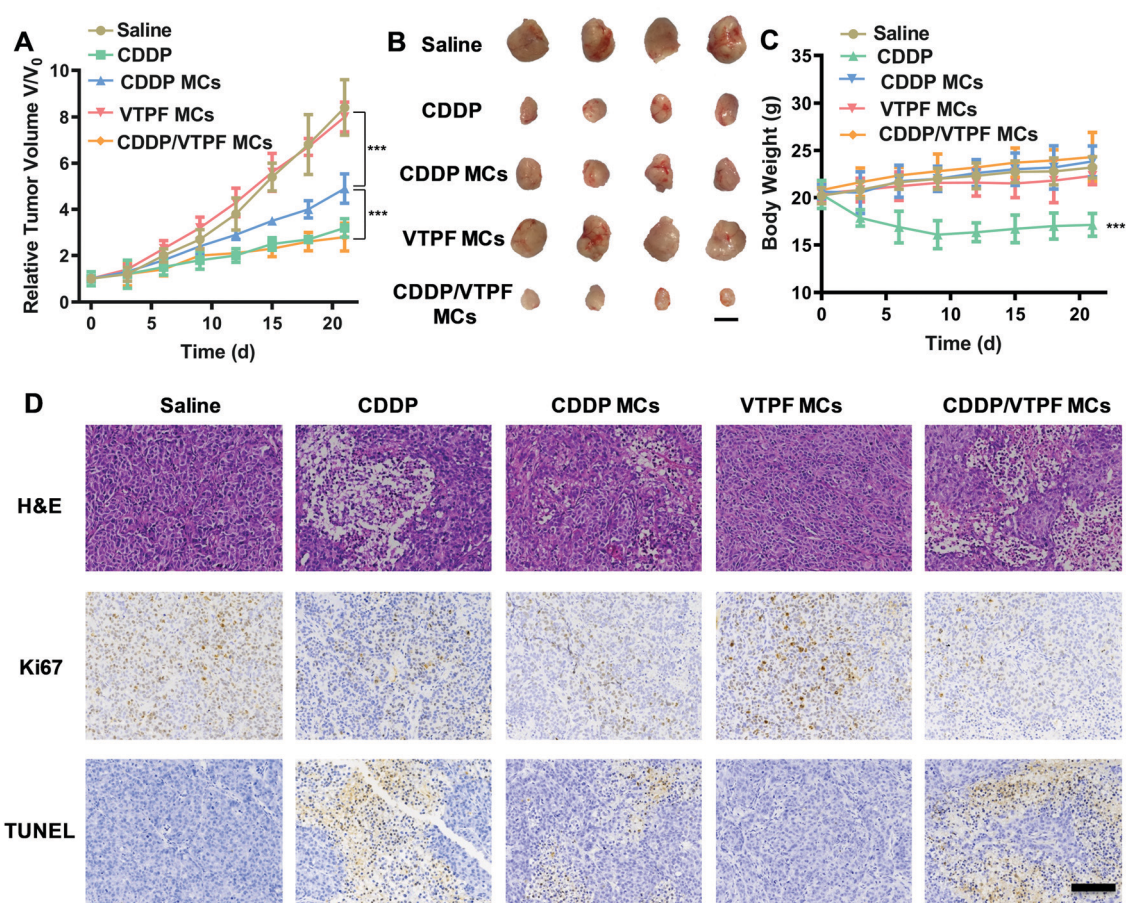 A
Saline
CDDP
CDDP MCs
VTPF MCs
CDDP/VTPF MCs
Relative Tumor Volume V/V0
10
8
6
4
2
0
0 5 10 15 20
Time (d)
***
***
B
Saline
CDDP
CDDP MCs
VTPF MCs
CDDP/VTPF
MCs
C
Saline
CDDP
CDDP MCs
VTPF MCs
CDDP/VTPF MCs
Body Weight (g)
35
30
25
20
15
10
0 5 10 15 20
Time (d)
***
D
Saline CDDP CDDP MCs VTPF MCs CDDP/VTPF MCs
H&E
Ki67
TUNEL